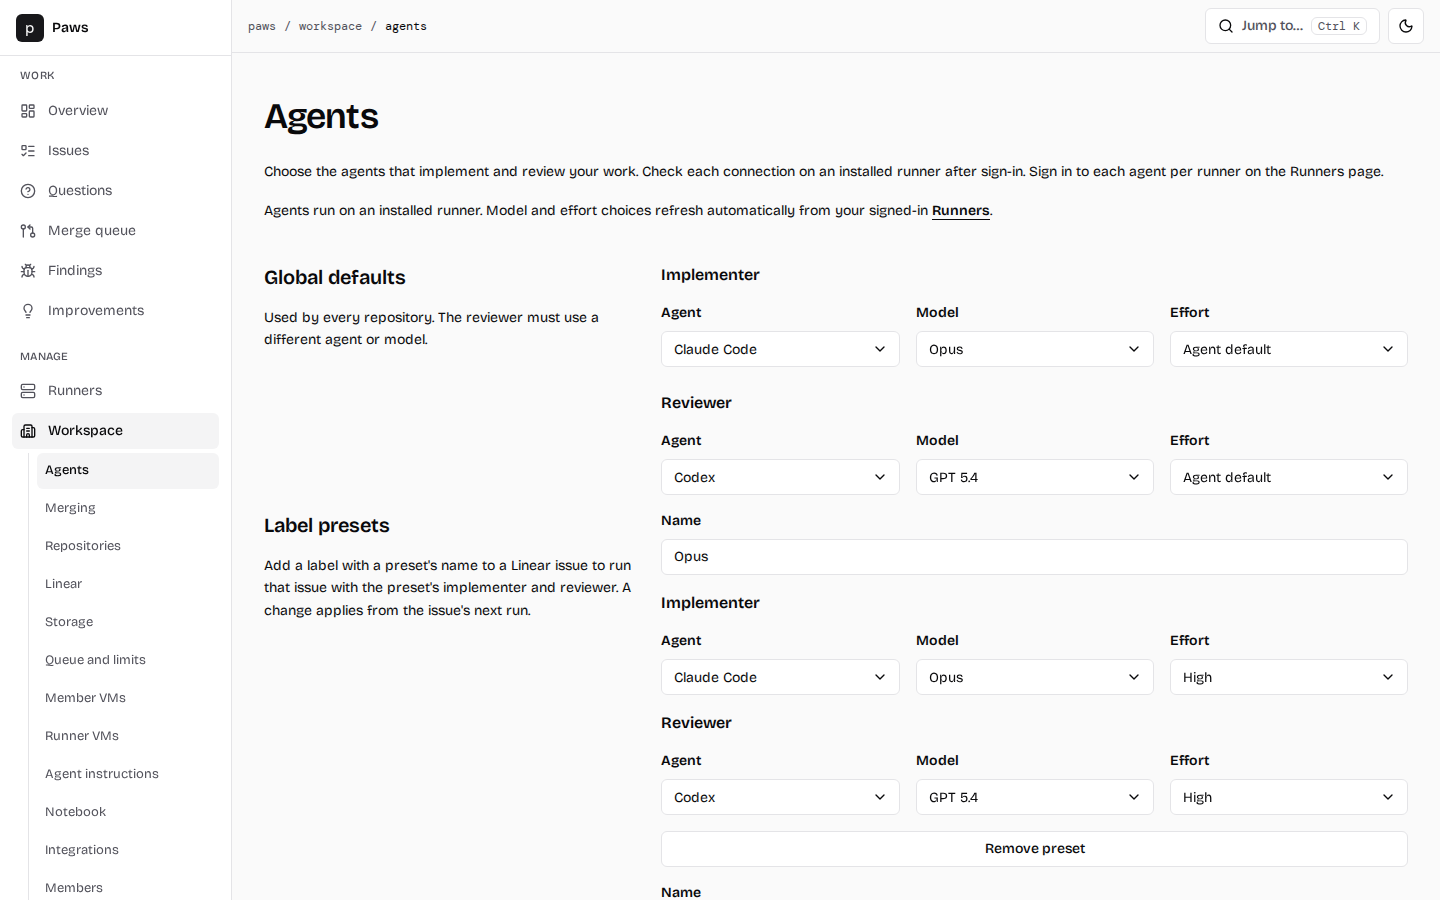 p Paws
WORK
Overview
Issues
Questions
Merge queue
Findings
Improvements
MANAGE
Runners
Workspace
Agents
Merging
Repositories
Linear
Storage
Queue and limits
Member VMs
Runner VMs
Agent instructions
Notebook
Integrations
Members
paws / workspace / agents
Jump to... Ctrl K
Agents
Choose the agents that implement and review your work. Check each connection on an installed runner after sign-in. Sign in to each agent per runner on the Runners page.
Agents run on an installed runner. Model and effort choices refresh automatically from your signed-in Runners.
Global defaults
Used by every repository. The reviewer must use a
different agent or model.
Implementer
Agent Model Effort
Claude Code Opus Agent default
Reviewer
Agent Model Effort
Codex GPT 5.4 Agent default
Label presets
Add a label with a preset's name to a Linear issue to run
that issue with the preset's implementer and reviewer. A
change applies from the issue's next run.
Name
Opus
Implementer
Agent Model Effort
Claude Code Opus High
Reviewer
Agent Model Effort
Codex GPT 5.4 High
Remove preset
Name